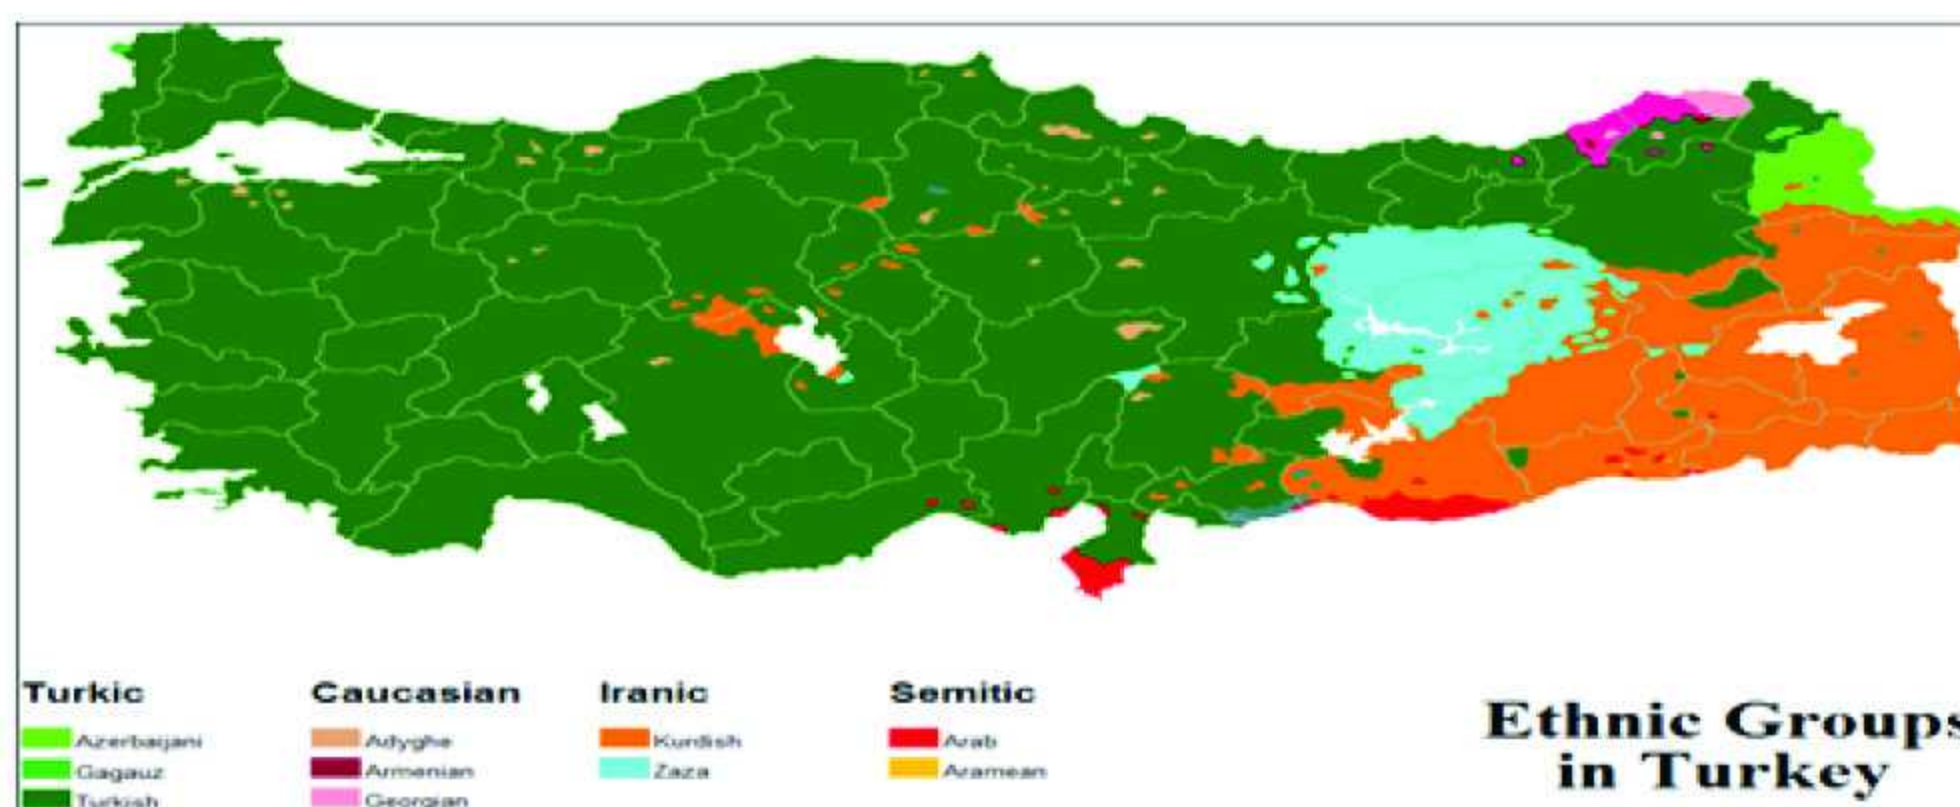 Turkic
Azerbaijani
Gagauz
Turkish
Caucasian
Adyghe
Armenian
Georgian
Iranic
Kurdish
Zaza
Semitic
Arab
Aramean
Ethnic Groups
in Turkey